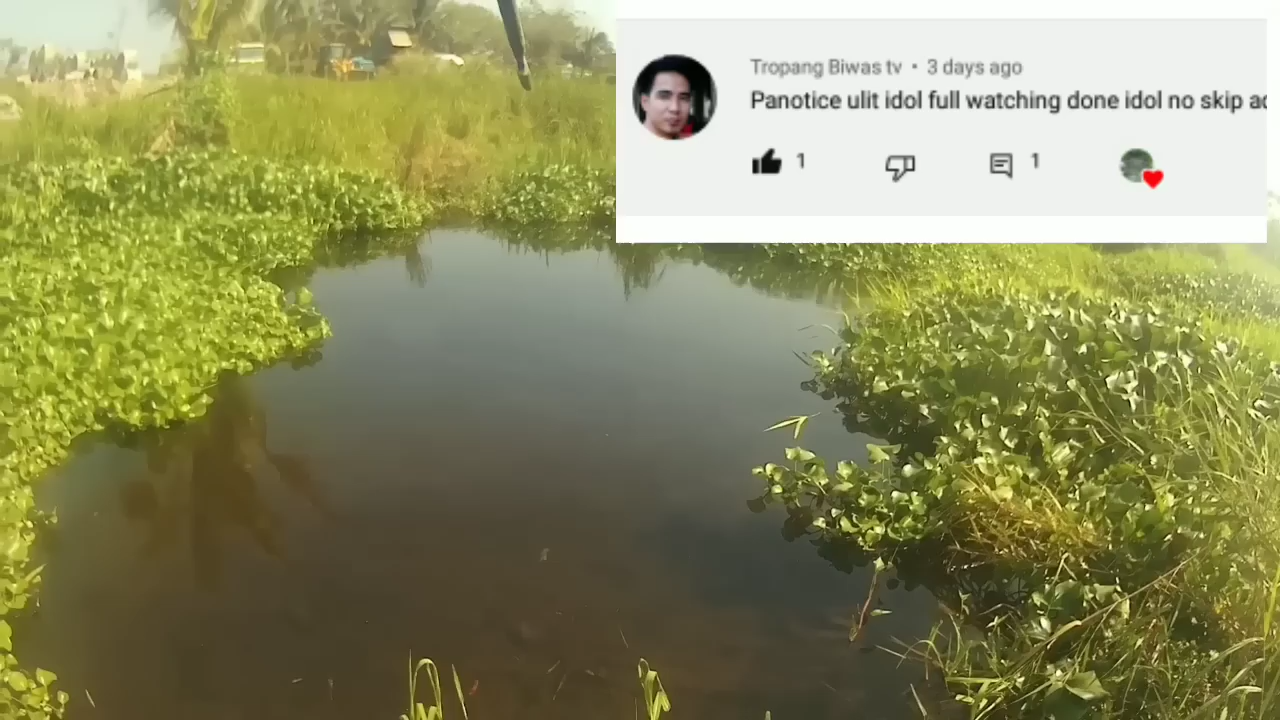 Tropang Biwas tv • 3 days ago
Panotice ulit idol full watching done idol no skip
1
1